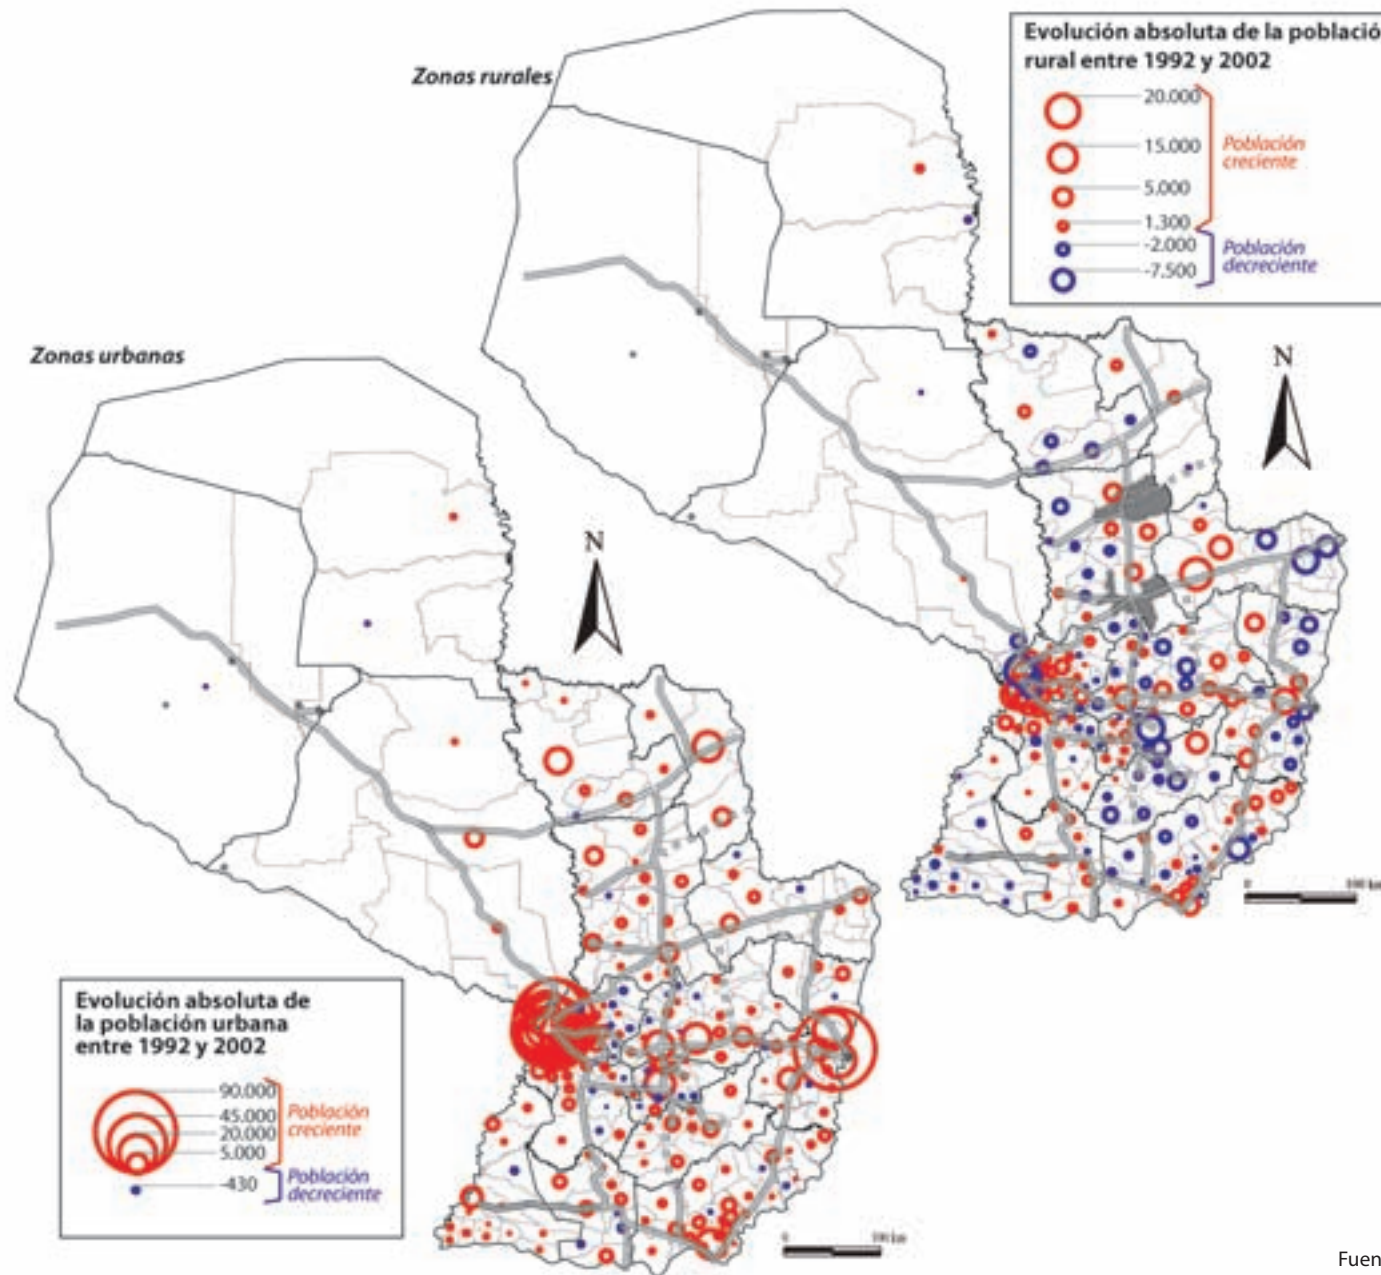 Zonas rurales
Evolución absoluta de la població
rural entre 1992 y 2002
20.000
15.000
5.000
1.300
-2.000
-7.500
Población
creciente
Población
decreciente
N
Zonas urbanas
N
Evolución absoluta de
la población urbana
entre 1992 y 2002
90.000
45.000
20.000
5.000
-430
Población
creciente
Población
decreciente
0
0
Fuen